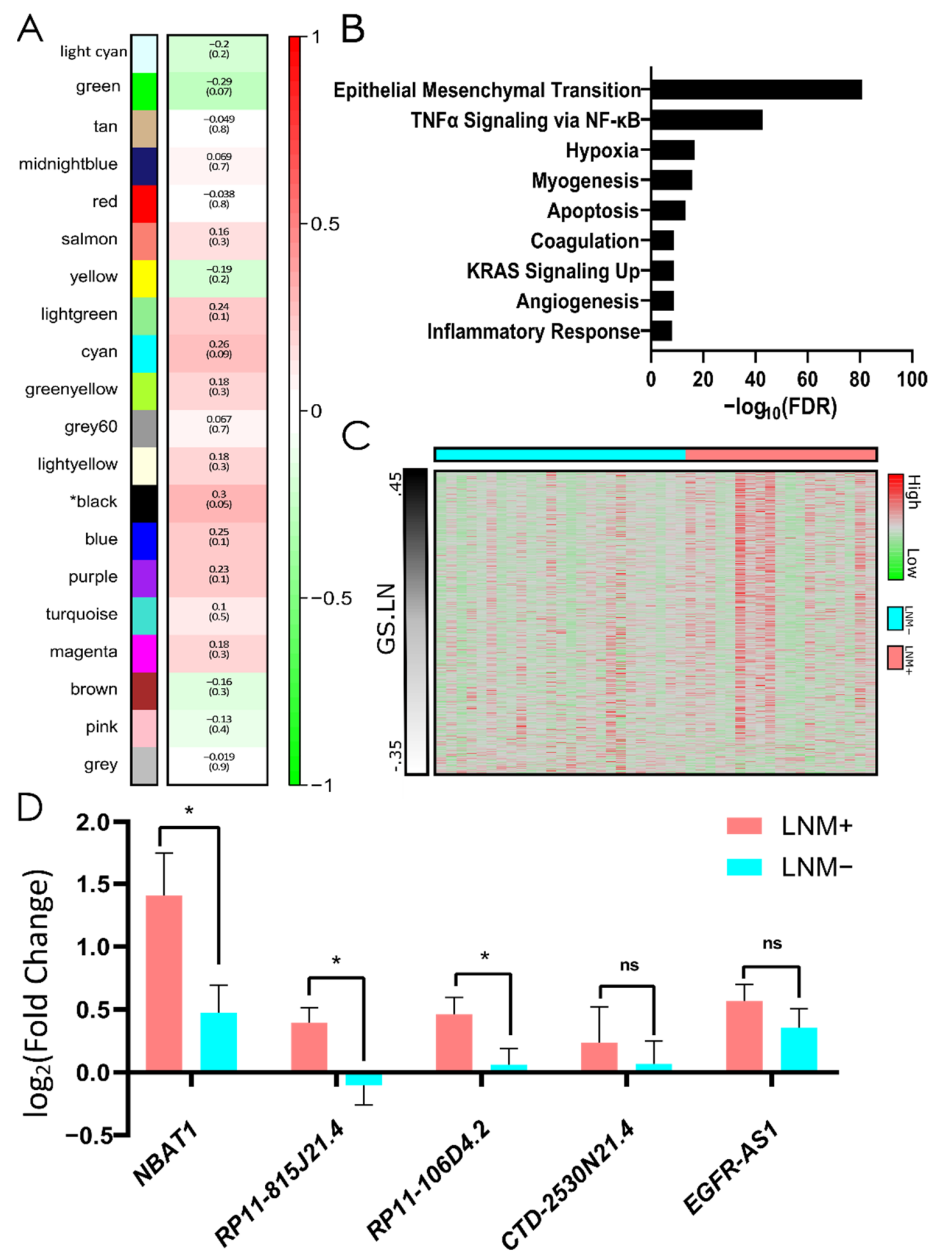 A
light cyan
−0.2
(0.2)
green
−0.29
(0.07)
tan
−0.049
(0.8)
midnightblue
0.069
(0.7)
red
−0.038
(0.8)
salmon
0.16
(0.3)
yellow
−0.19
(0.2)
lightgreen
0.24
(0.1)
cyan
0.26
(0.09)
greenyellow
0.18
(0.3)
grey60
0.067
(0.7)
lightyellow
0.18
(0.3)
*black
0.3
(0.05)
blue
0.25
(0.1)
purple
0.23
(0.1)
turquoise
0.1
(0.5)
magenta
0.18
(0.3)
brown
−0.16
(0.3)
pink
−0.13
(0.4)
grey
−0.019
(0.9)
1
0.5
0
−0.5
−1
B
Epithelial Mesenchymal Transition
TNFα Signaling via NF-κB
Hypoxia
Myogenesis
Apoptosis
Coagulation
KRAS Signaling Up
Angiogenesis
Inflammatory Response
0 20 40 60 80 100
−log₁₀(FDR)
C
.45
GS.LN
-.35
High
Low
LNM−
LNM+
D
log₂(Fold Change)
2.0
1.5
1.0
0.5
0.0
−0.5
* * * ns ns
LNM+
LNM−
NBAT1
RP11-815J21.4
RP11-106D4.2
CTD-2530N21.4
EGFR-AS1